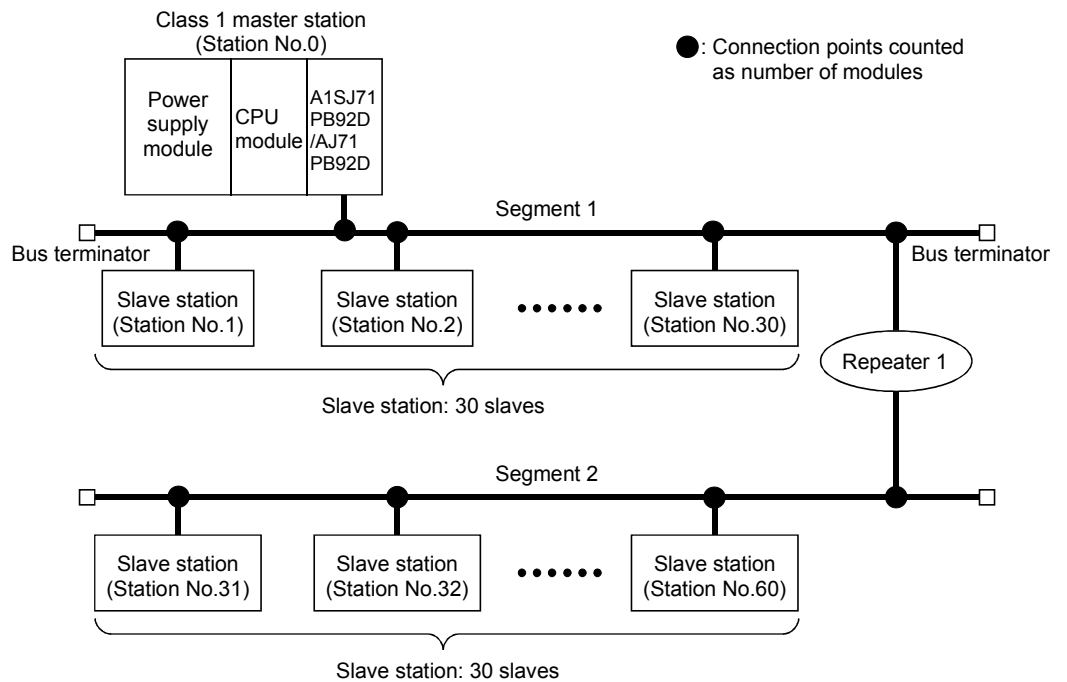 Class 1 master station
(Station No.0)
: Connection points counted
as number of modules
Power
supply
module
CPU
module
A1SJ71
PB92D
/AJ71
PB92D
Segment 1
Bus terminator
Bus terminator
Slave station
(Station No.1)
Slave station
(Station No.2)
Slave station
(Station No.30)
Repeater 1
Slave station: 30 slaves
Segment 2
Slave station
(Station No.31)
Slave station
(Station No.32)
Slave station
(Station No.60)
Slave station: 30 slaves